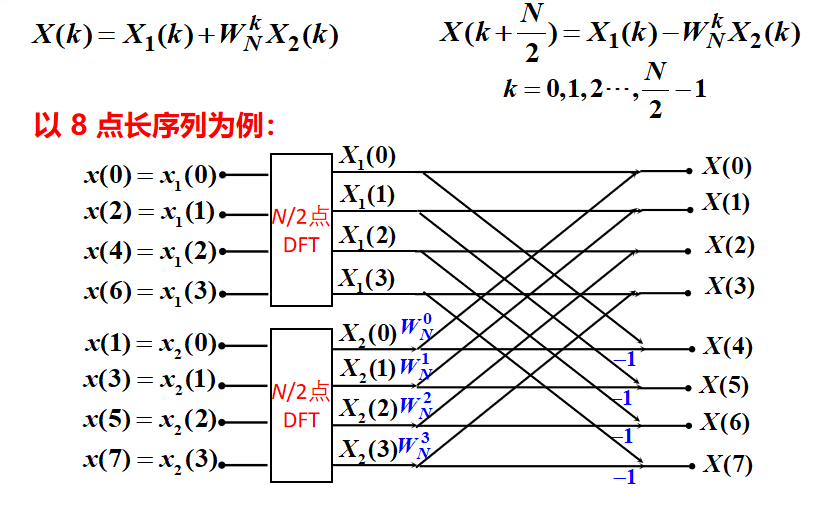 X(k) = X₁(k) + W_N^k X₂(k)
X(k + N/2) = X₁(k) − W_N^k X₂(k)
k = 0,1,2⋯, N/2 − 1
以 8 点长序列为例：
x(0) = x₁(0)
x(2) = x₁(1)
x(4) = x₁(2)
x(6) = x₁(3)
N/2点
DFT
X₁(0)
X₁(1)
X₁(2)
X₁(3)
X(0)
X(1)
X(2)
X(3)
x(1) = x₂(0)
x(3) = x₂(1)
x(5) = x₂(2)
x(7) = x₂(3)
N/2点
DFT
X₂(0) W_N^0
X₂(1) W_N^1
X₂(2) W_N^2
X₂(3) W_N^3
−1
−1
−1
−1
X(4)
X(5)
X(6)
X(7)